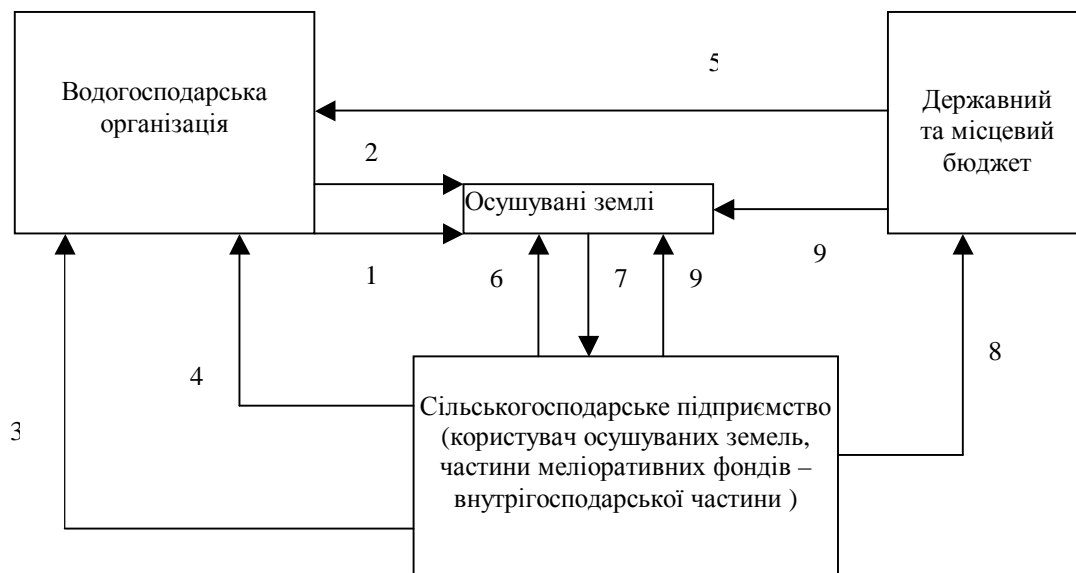 Водогосподарська
організація
5
Державний
та місцевий
бюджет
2
Осушувані землі
1
6
7
9
9
4
8
3
Сільськогосподарське підприємство
(користувач осушуваних земель,
частини меліоративних фондів –
внутрігосподарської частини )